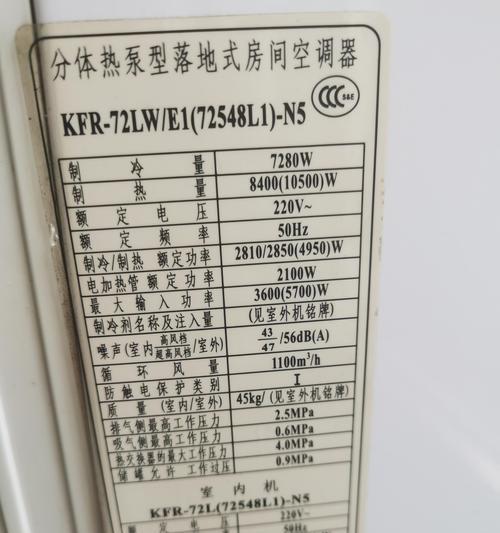 分体热泵型落地式房间空调器
KFR-72LW/E1(72548L1)-N5
CCC S&E
制冷量 7280W
制热量 8400(10500)W
额定电压 220V~
额定频率 50Hz
制冷/制热 额定功率 2810/2850(4950)W
电加热管额定功率 2100W
最大输入功率 3600(5700)W
制冷剂名称及注入量 (见室外机铭牌)
噪声(室内高风档/超高风档/室外) 43/47/56dB(A)
循环风量 1100m³/h
防触电保护类别 I
质量(室内/室外) 45kg/(见室外机铭牌)
排气侧最高工作压力 2.5MPa
吸气侧最高工作压力 0.6MPa
热交换器的最大工作压力 4.0MPa
储罐允许工作过压 0.9MPa
室内机
KFR-72L(72548L1)-N5
额定电压 220V~
额定频率 50Hz